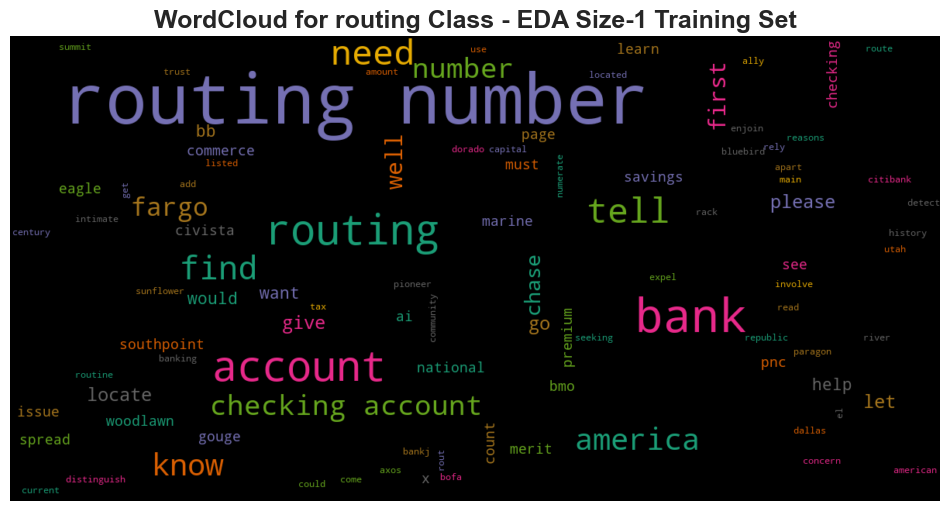 WordCloud for routing Class - EDA Size-1 Training Set
summit
need
use
learn
route
trust
amount
number
located
ally
checking
first
routing number
bb
commerce
listed
well
page
must
dorado
capital
numerate
enjoin
bluebird
rely
reasons
apart
main
citibank
eagle
get
add
fargo
savings
tell
please
rack
detect
intimate
century
civista
routing
marine
history
utah
find
would
want
pioneer
chase
see
expel
involve
sunflower
tax
give
ai
community
go
premium
bank
read
seeking
republic
river
southpoint
banking
paragon
pnc
routine
account
national
bmo
help
locate
checking account
let
issue
woodlawn
el
spread
gouge
count
merit
america
dallas
know
bankj
rout
axos
x
bofa
could
come
concern
american
distinguish
current